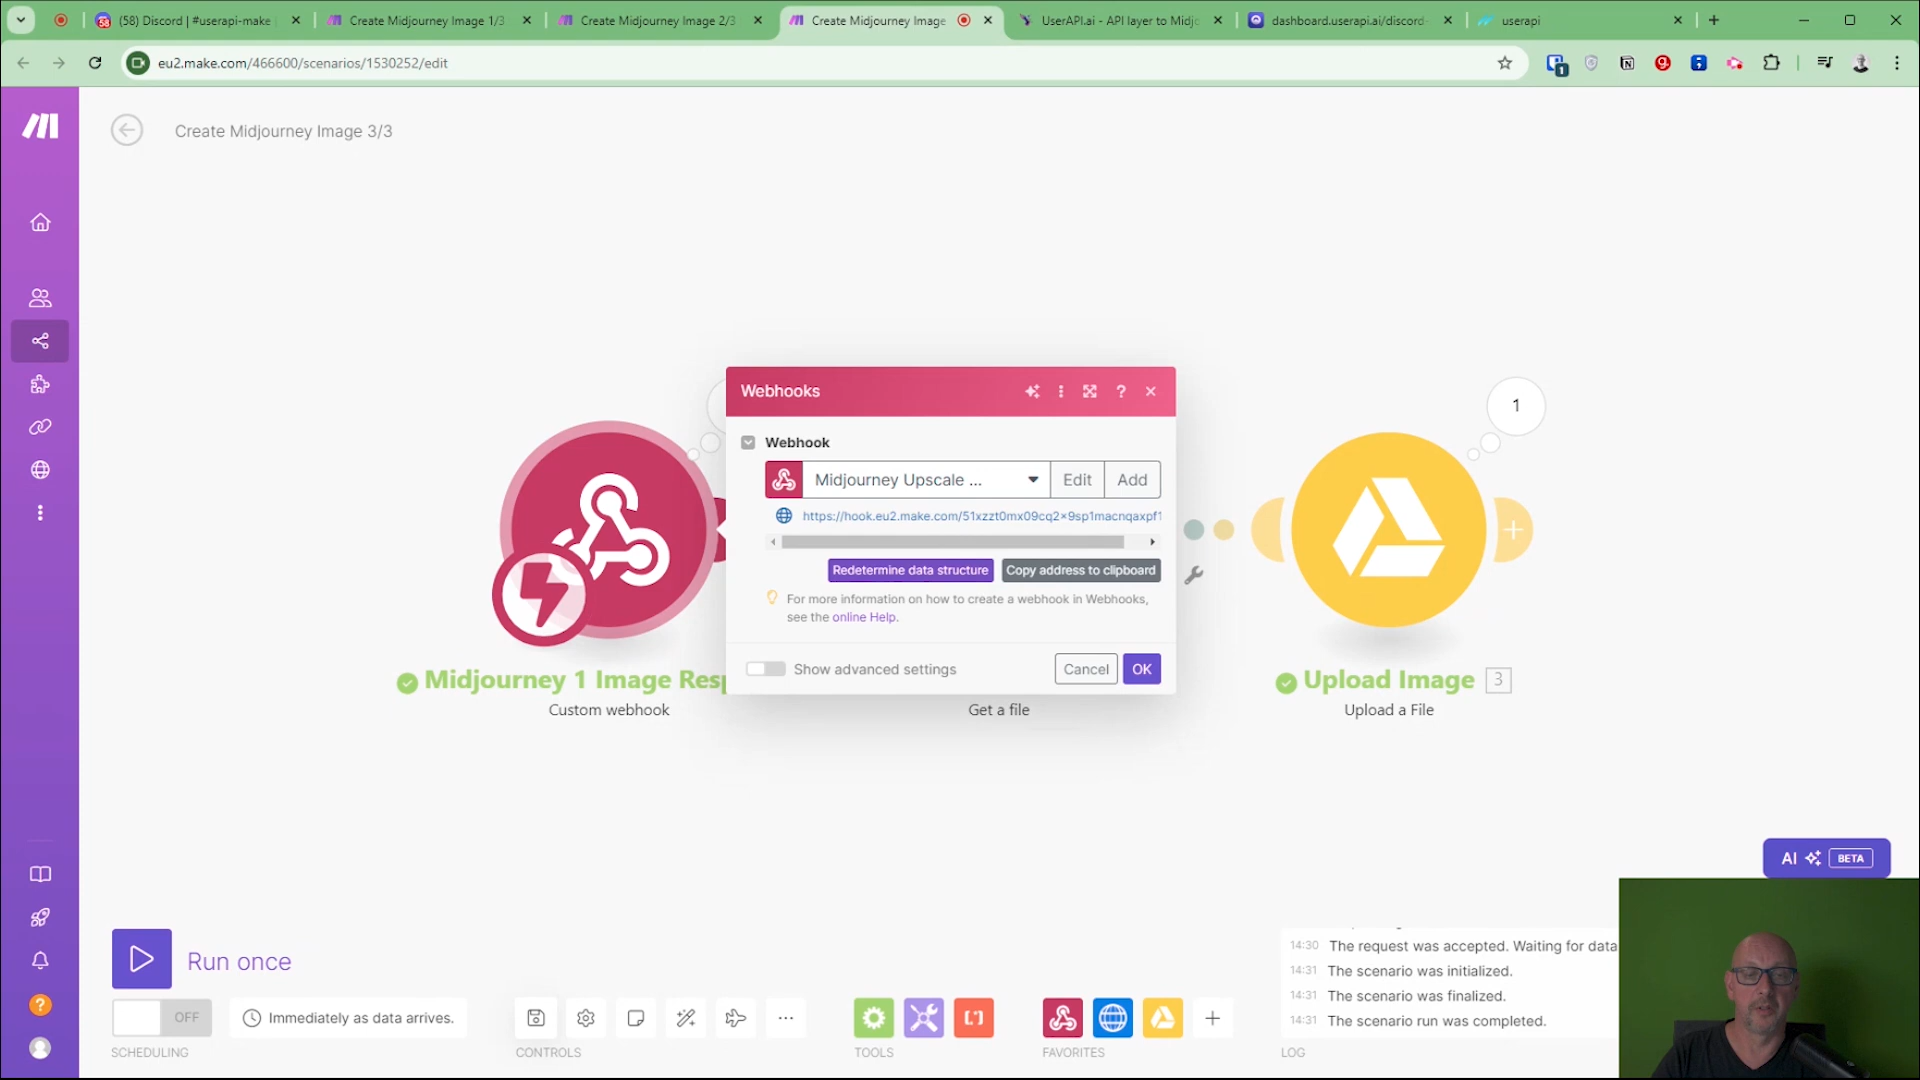 (58) Discord | #userapi-make
Create Midjourney Image 1/3
Create Midjourney Image 2/3
Create Midjourney Image
UserAPI.ai - API layer to Midjo
dashboard.userapi.ai/discord-
userapi
eu2.make.com/466600/scenarios/1530252/edit
Create Midjourney Image 3/3
Webhooks
Webhook
Midjourney Upscale ...
Edit
Add
https://hook.eu2.make.com/51xzzt0mx09cq2x9sp1macnqaxpf1
Redetermine data structure
Copy address to clipboard
For more information on how to create a webhook in Webhooks,
see the online Help.
Show advanced settings
Cancel
OK
1
Midjourney 1 Image Resp
Custom webhook
Get a file
Upload Image 3
Upload a File
AI BETA
Run once
OFF
Immediately as data arrives.
SCHEDULING
CONTROLS
TOOLS
FAVORITES
LOG
14:30 The request was accepted. Waiting for data
14:31 The scenario was initialized.
14:31 The scenario was finalized.
14:31 The scenario run was completed.